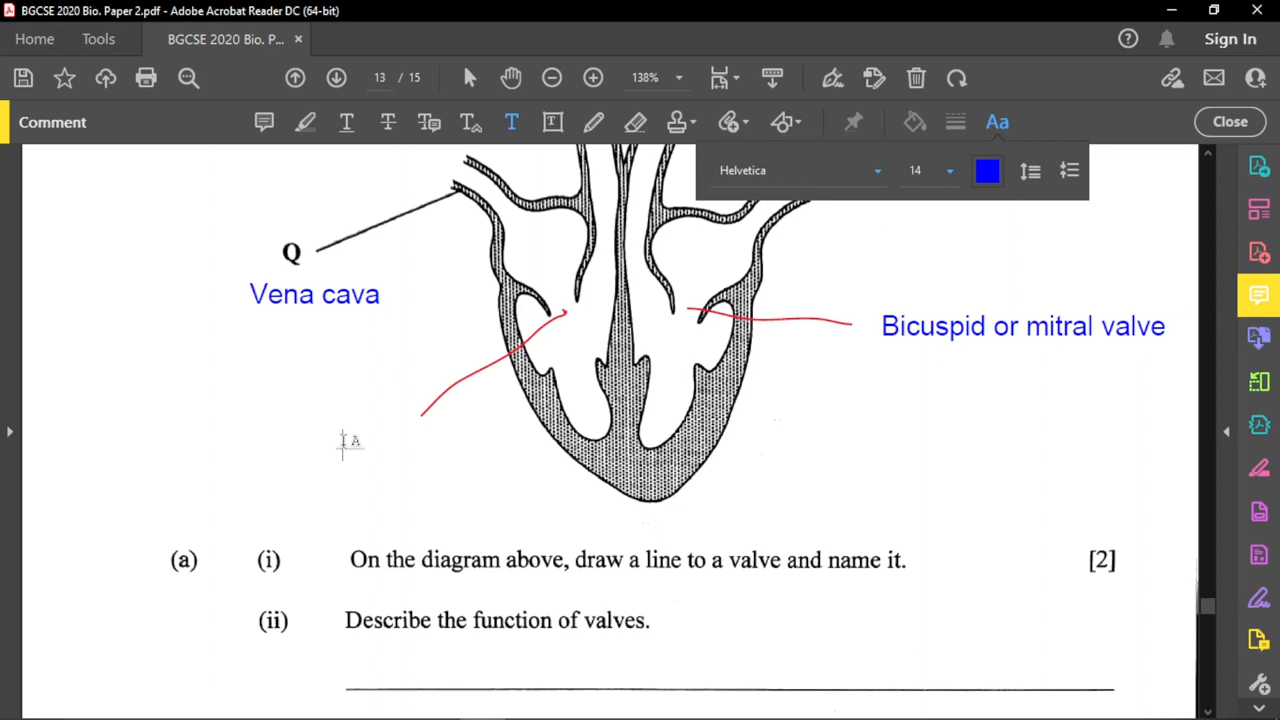 BGCSE 2020 Bio. Paper 2.pdf - Adobe Acrobat Reader DC (64-bit)
Home Tools BGCSE 2020 Bio. P... × Sign In
13 / 15 138%
Comment Close
Helvetica 14
Q
Vena cava
Bicuspid or mitral valve
(a) (i) On the diagram above, draw a line to a valve and name it. [2]
(ii) Describe the function of valves.